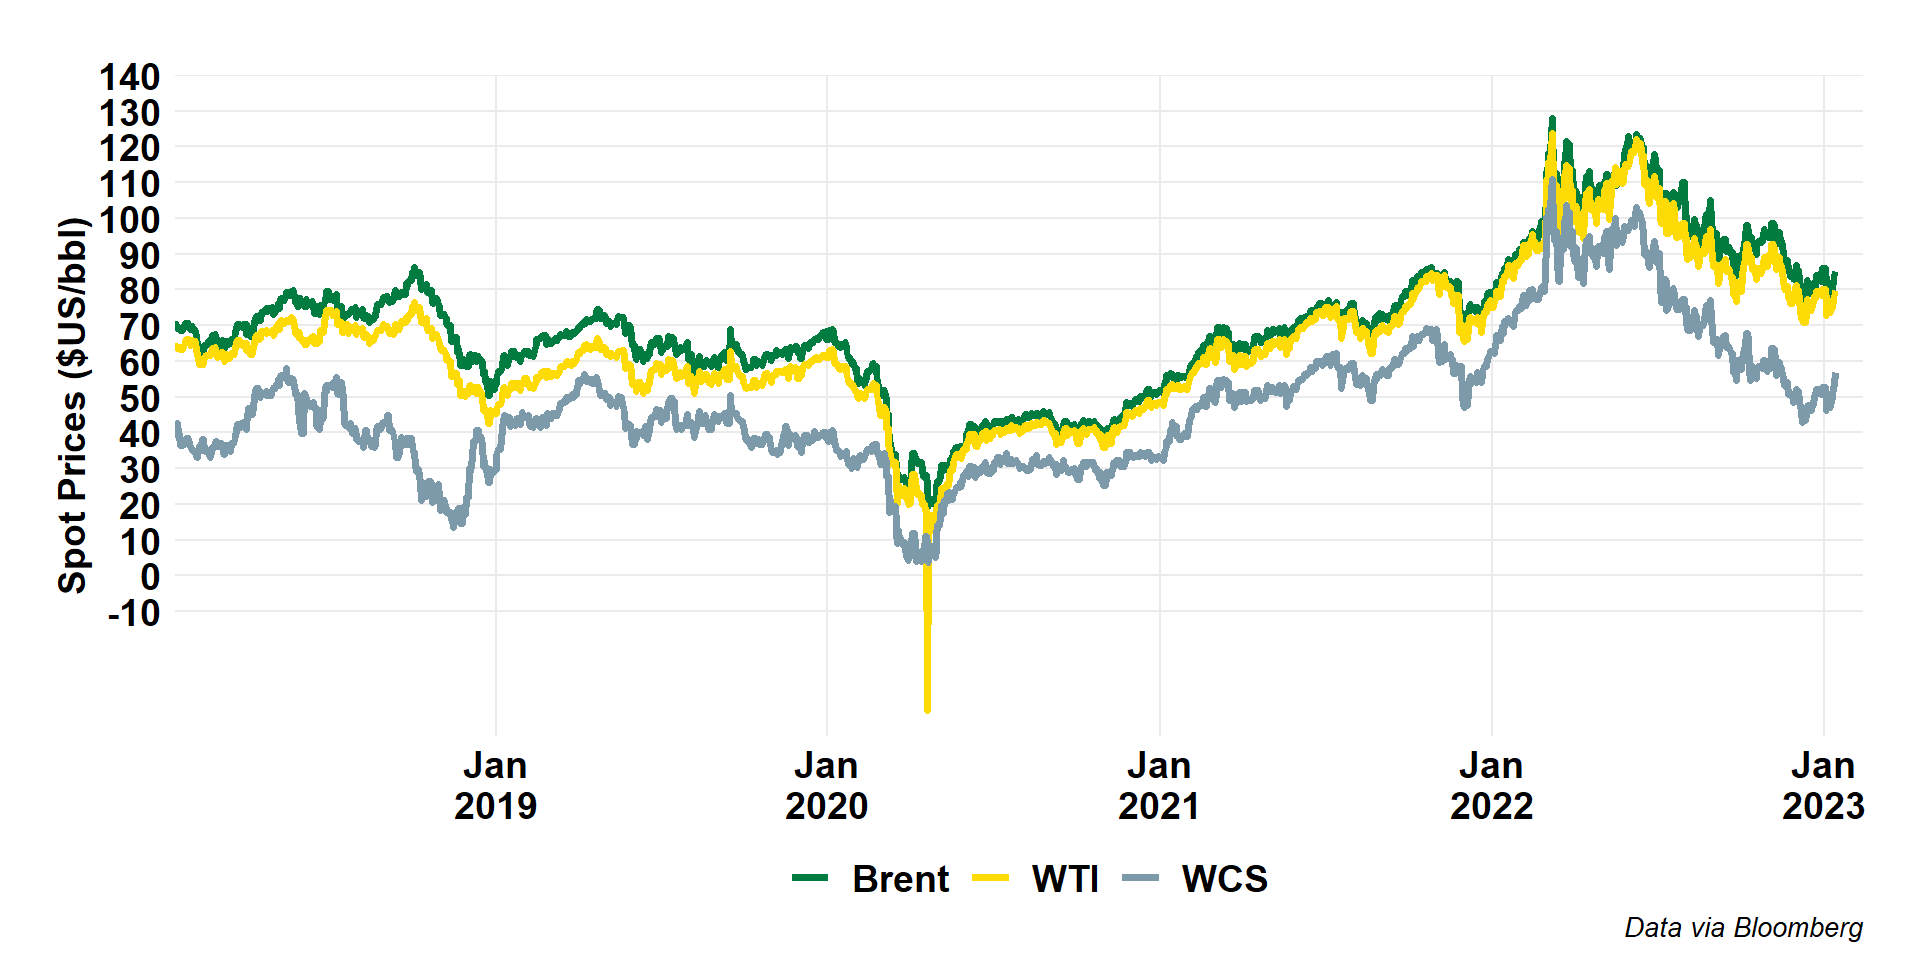 Spot Prices ($US/bbl)
140
130
120
110
100
90
80
70
60
50
40
30
20
10
0
-10
Jan 2019
Jan 2020
Jan 2021
Jan 2022
Jan 2023
Brent WTI WCS
Data via Bloomberg